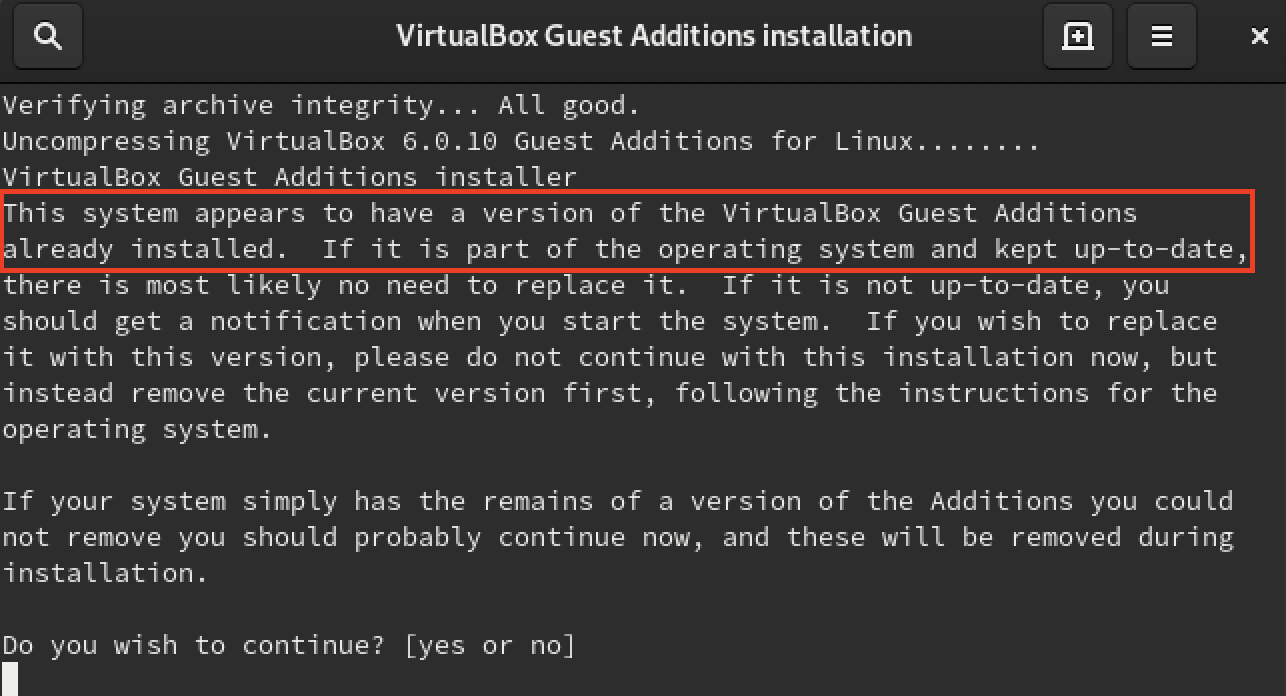 VirtualBox Guest Additions installation
Verifying archive integrity... All good.
Uncompressing VirtualBox 6.0.10 Guest Additions for Linux........
VirtualBox Guest Additions installer
This system appears to have a version of the VirtualBox Guest Additions
already installed.  If it is part of the operating system and kept up-to-date,
there is most likely no need to replace it.  If it is not up-to-date, you
should get a notification when you start the system.  If you wish to replace
it with this version, please do not continue with this installation now, but
instead remove the current version first, following the instructions for the
operating system.

If your system simply has the remains of a version of the Additions you could
not remove you should probably continue now, and these will be removed during
installation.

Do you wish to continue? [yes or no]